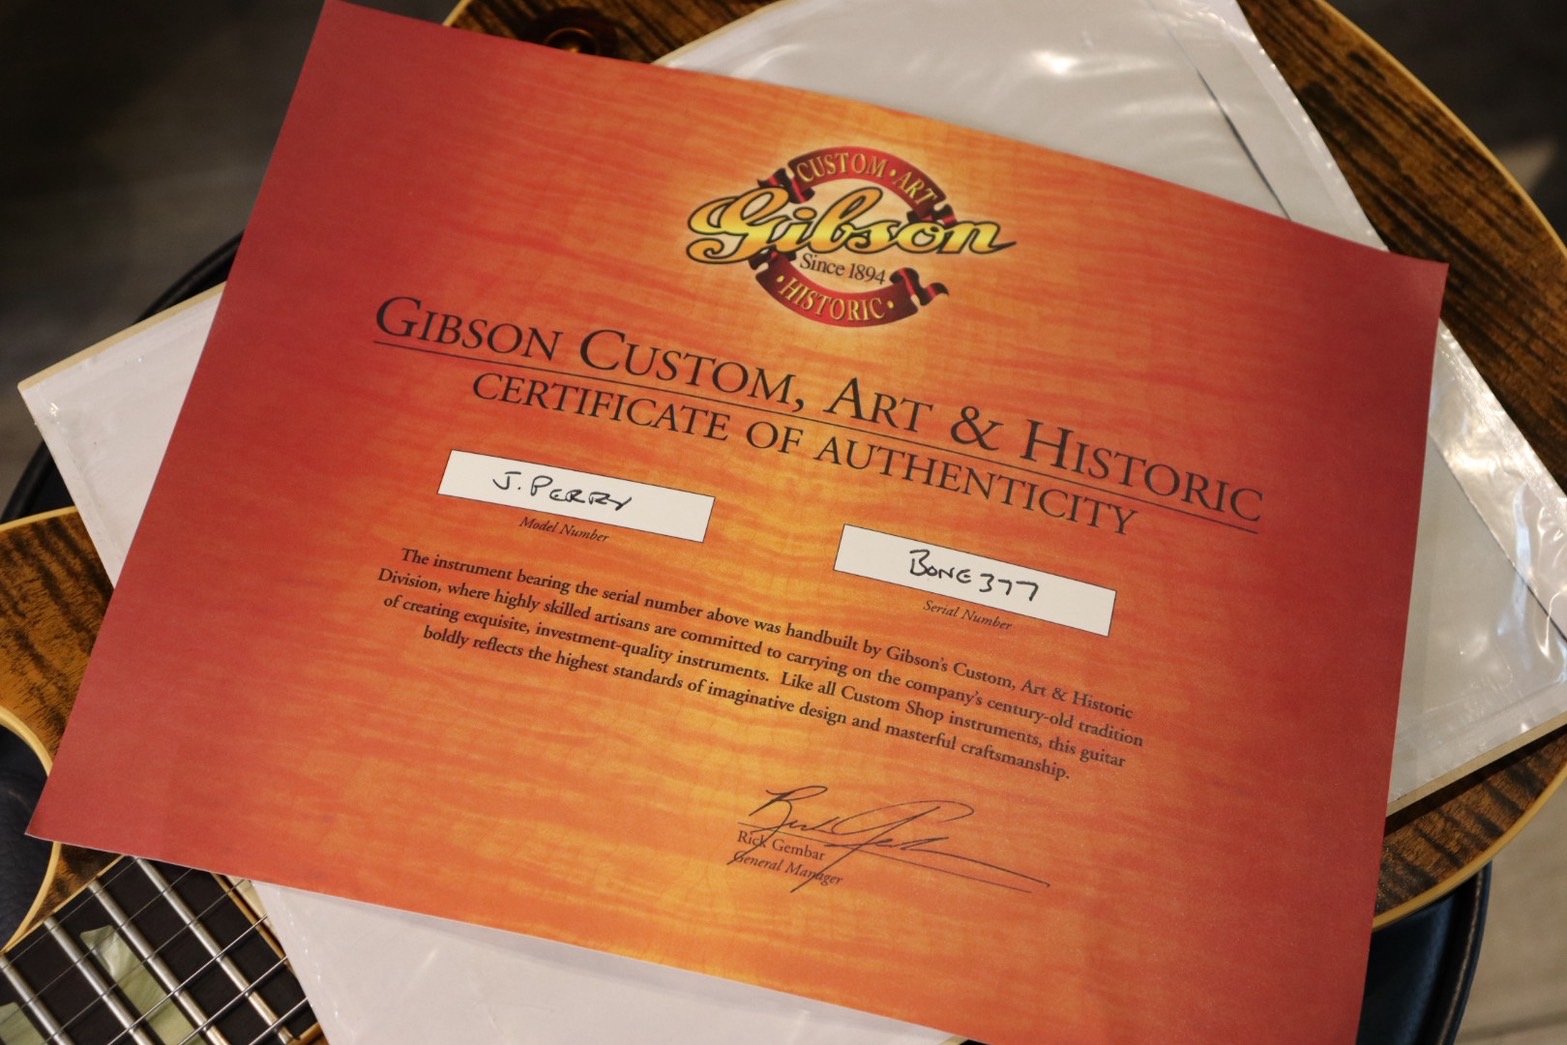 CUSTOM · ART
Gibson
Since 1894
· HISTORIC ·
GIBSON CUSTOM, ART & HISTORIC
CERTIFICATE OF AUTHENTICITY
J. PERRY
Model Number
BONE 377
Serial Number
The instrument bearing the serial number above was handbuilt by Gibson's Custom, Art & Historic
Division, where highly skilled artisans are committed to carrying on the company's century-old tradition
of creating exquisite, investment-quality instruments. Like all Custom Shop instruments, this guitar
boldly reflects the highest standards of imaginative design and masterful craftsmanship.
Rick Gembar
General Manager